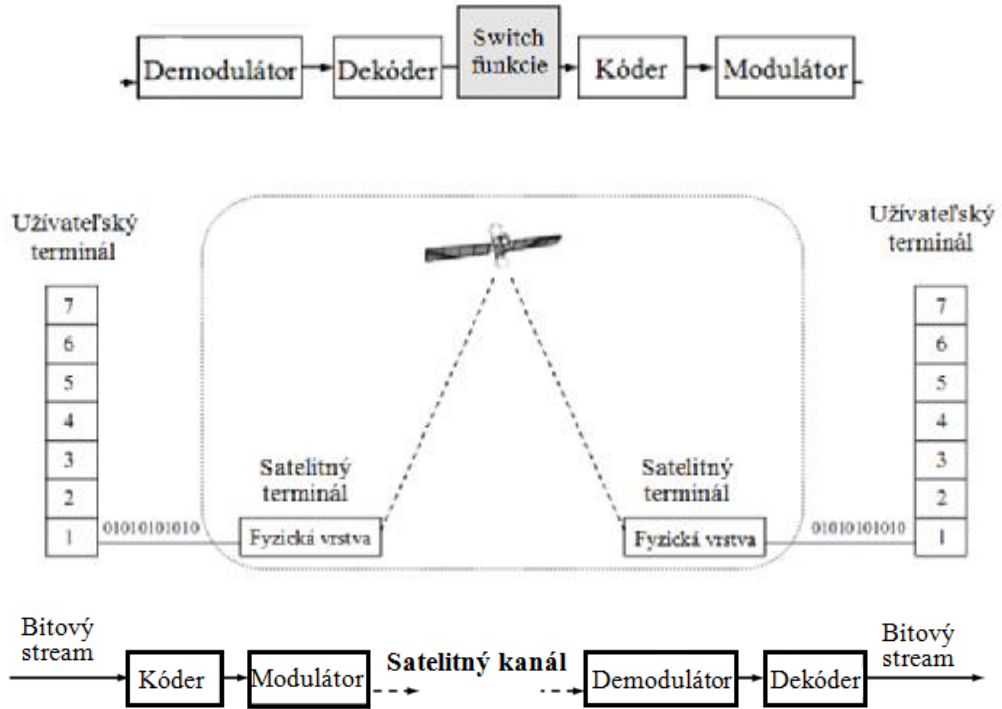 Demodulátor
Dekóder
Switch
funkcie
Kóder
Modulátor
Užívateľský
terminál
7
6
5
4
3
2
1
01010101010
Satelitný
terminál
Fyzická vrstva
Satelitný
terminál
Fyzická vrstva
01010101010
Užívateľský
terminál
7
6
5
4
3
2
1
Bitový
stream
Kóder
Modulátor
Satelitný kanál
Demodulátor
Dekóder
Bitový
stream